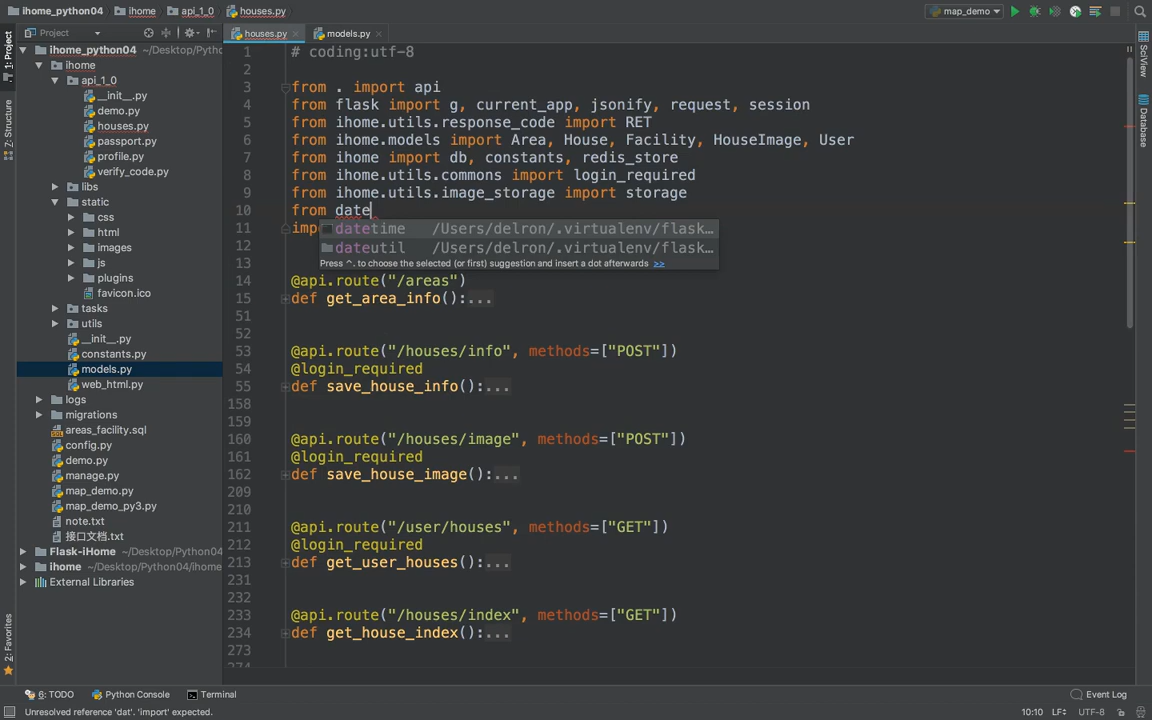 ihome_python04 ihome api_1_0 houses.py map_demo
Project houses.py models.py
1: Project
7: Structure
2: Favorites
SciView
Database
ihome_python04 ~/Desktop/Python04
ihome
api_1_0
__init__.py
demo.py
houses.py
passport.py
profile.py
verify_code.py
libs
static
css
html
images
js
plugins
favicon.ico
tasks
utils
__init__.py
constants.py
models.py
web_html.py
logs
migrations
areas_facility.sql
config.py
demo.py
manage.py
map_demo.py
map_demo_py3.py
note.txt
接口文档.txt
Flask-iHome ~/Desktop/Python04
ihome ~/Desktop/Python04/ihome
External Libraries
1 # coding:utf-8
2
3 from . import api
4 from flask import g, current_app, jsonify, request, session
5 from ihome.utils.response_code import RET
6 from ihome.models import Area, House, Facility, HouseImage, User
7 from ihome import db, constants, redis_store
8 from ihome.utils.commons import login_required
9 from ihome.utils.image_storage import storage
10 from date
11 imp
datetime /Users/delron/.virtualenv/flask…
dateutil /Users/delron/.virtualenv/flask…
Press ^. to choose the selected (or first) suggestion and insert a dot afterwards >>
12
13
14 @api.route("/areas")
15 def get_area_info():...
51
52
53 @api.route("/houses/info", methods=["POST"])
54 @login_required
55 def save_house_info():...
158
159
160 @api.route("/houses/image", methods=["POST"])
161 @login_required
162 def save_house_image():...
209
210
211 @api.route("/user/houses", methods=["GET"])
212 @login_required
213 def get_user_houses():...
231
232
233 @api.route("/houses/index", methods=["GET"])
234 def get_house_index():...
273
274
6: TODO Python Console Terminal Event Log
Unresolved reference 'dat'. 'import' expected. 10:10 LF÷ UTF-8